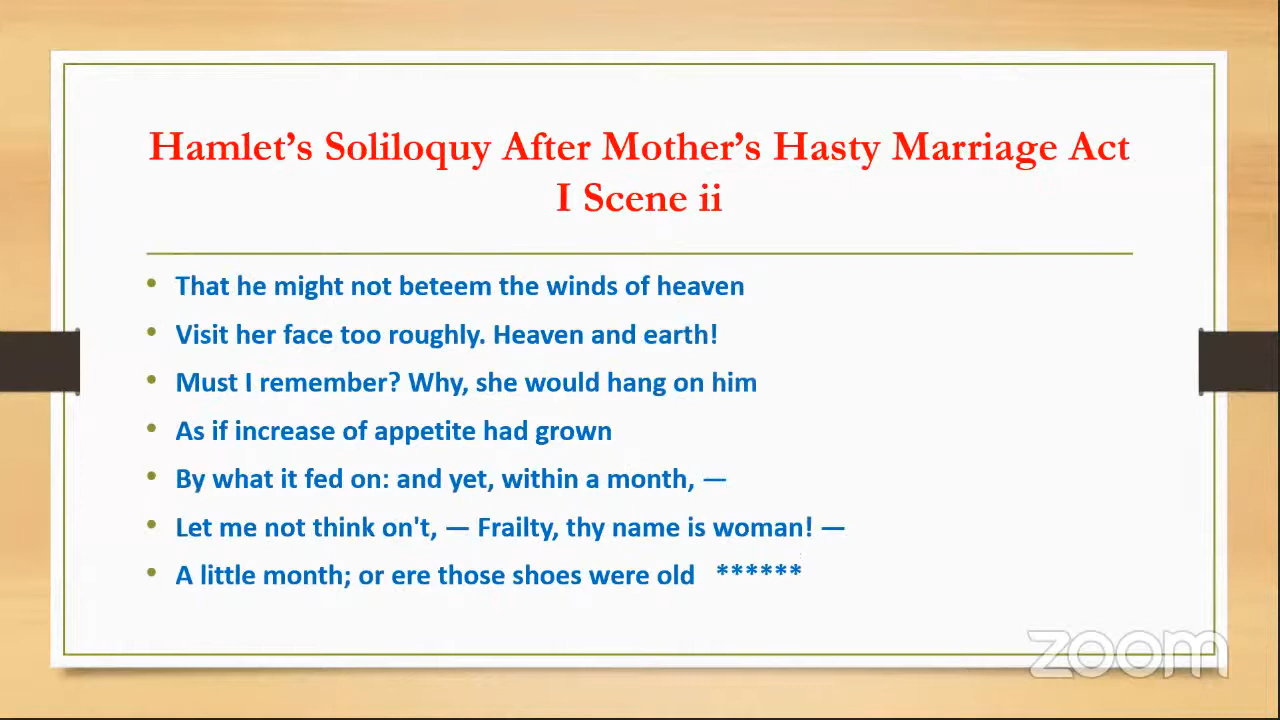 Hamlet’s Soliloquy After Mother’s Hasty Marriage Act
I Scene ii
• That he might not beteem the winds of heaven
• Visit her face too roughly. Heaven and earth!
• Must I remember? Why, she would hang on him
• As if increase of appetite had grown
• By what it fed on: and yet, within a month, —
• Let me not think on't, — Frailty, thy name is woman! —
• A little month; or ere those shoes were old ******
zoom